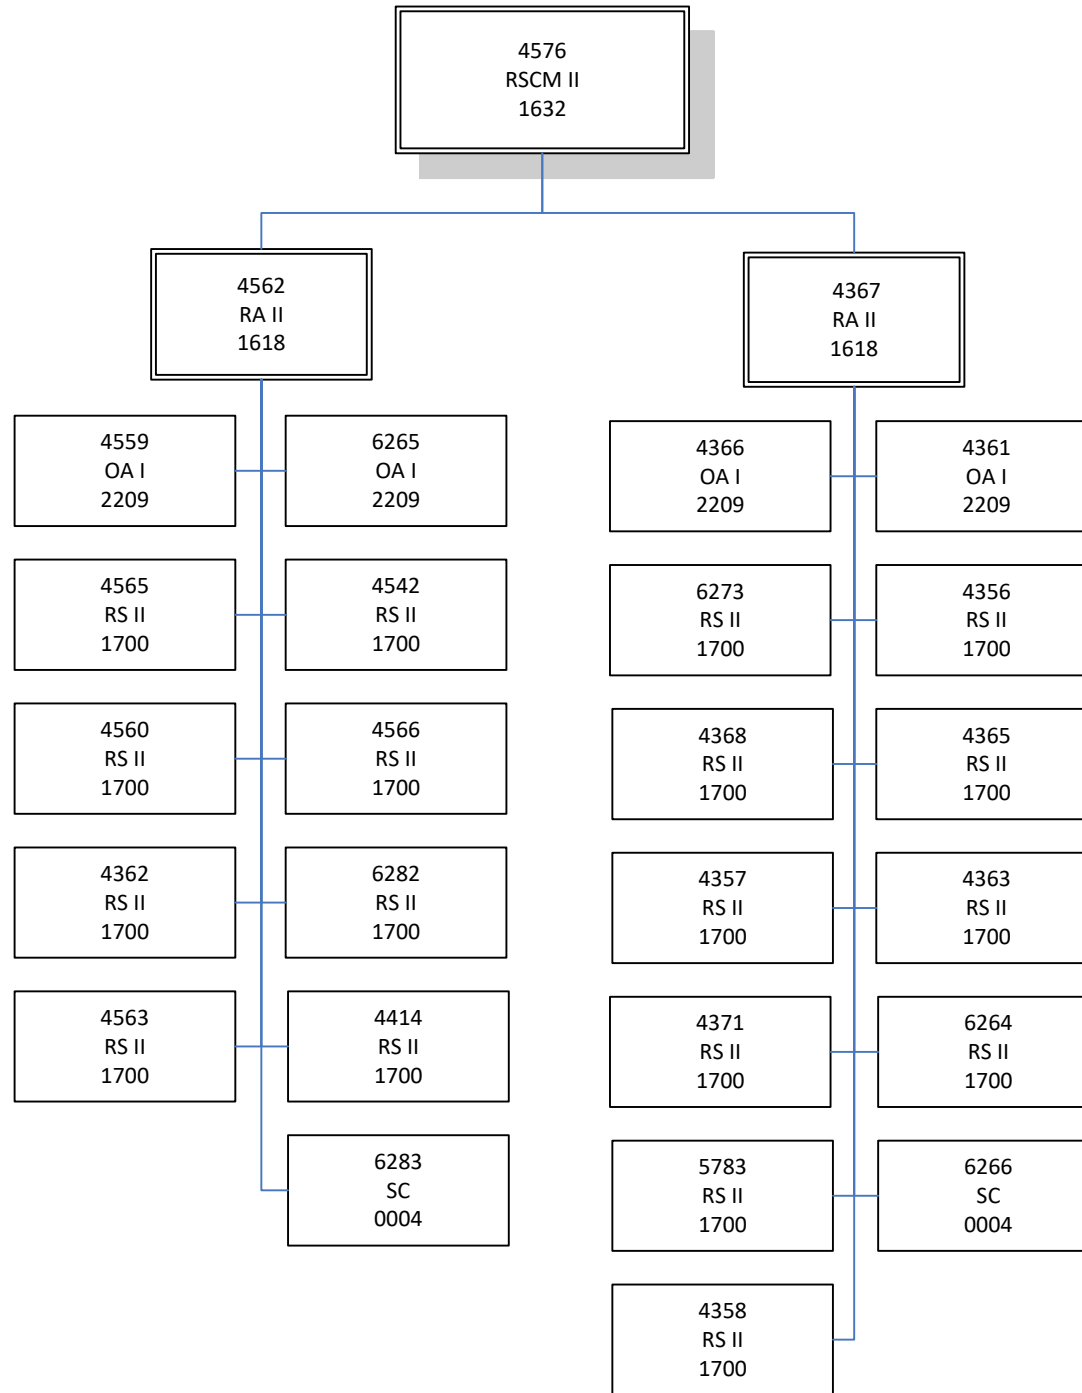 4576
RSCM II
1632
4562
RA II
1618
4367
RA II
1618
4559
OA I
2209
6265
OA I
2209
4366
OA I
2209
4361
OA I
2209
4565
RS II
1700
4542
RS II
1700
6273
RS II
1700
4356
RS II
1700
4560
RS II
1700
4566
RS II
1700
4368
RS II
1700
4365
RS II
1700
4362
RS II
1700
6282
RS II
1700
4357
RS II
1700
4363
RS II
1700
4563
RS II
1700
4414
RS II
1700
4371
RS II
1700
6264
RS II
1700
6283
SC
0004
5783
RS II
1700
6266
SC
0004
4358
RS II
1700